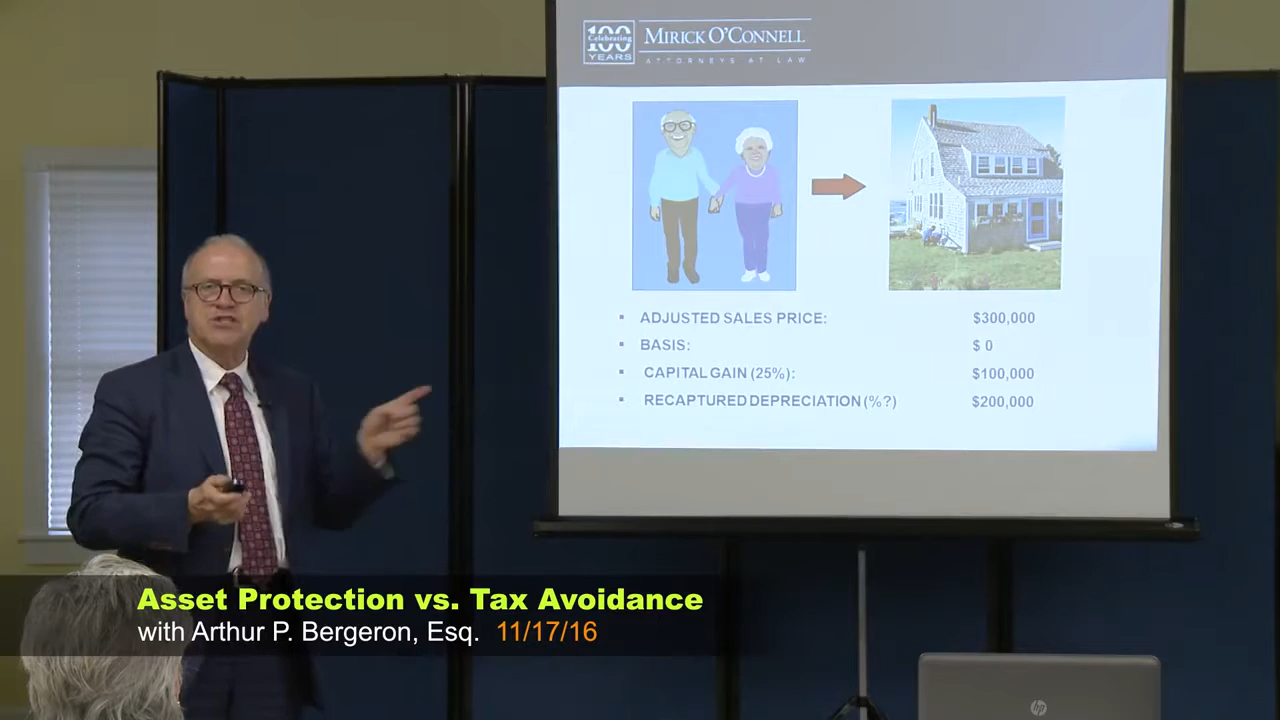 Celebrating
100
YEARS
MIRICK O'CONNELL
ATTORNEYS AT LAW
▪ ADJUSTED SALES PRICE: $300,000
▪ BASIS: $ 0
▪ CAPITAL GAIN (25%): $100,000
▪ RECAPTURED DEPRECIATION (%?) $200,000
Asset Protection vs. Tax Avoidance
with Arthur P. Bergeron, Esq. 11/17/16
hp